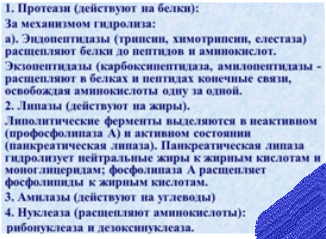 1. Протеази (действуют на белки):
За механизмом гидролиза:
а). Эндопептидазы (трипсин, химотрипсин, елестаза)
расщепляют белки до пептидов и аминокислот.
Экзопептидазы (карбоксипептидаза, амилопептидазы -
расщепляют в белках и пептидах конечные связи,
освобождая аминокислоты одну за одной.
2. Липазы (действуют на жиры).
Липолитические ферменты выделяются в неактивном
(профосфолипаза А) и активном состоянии
(панкреатическая липаза). Панкреатическая липаза
гидролизует нейтральные жиры к жирным кислотам и
моноглицеридам; фосфолипаза А расщепляет
фосфолипиды к жирным кислотам.
3. Амилазы (действуют на углеводы)
4. Нуклеаза (расщепляют аминокислоты):
рибонуклеаза и дезоксинуклеаза.